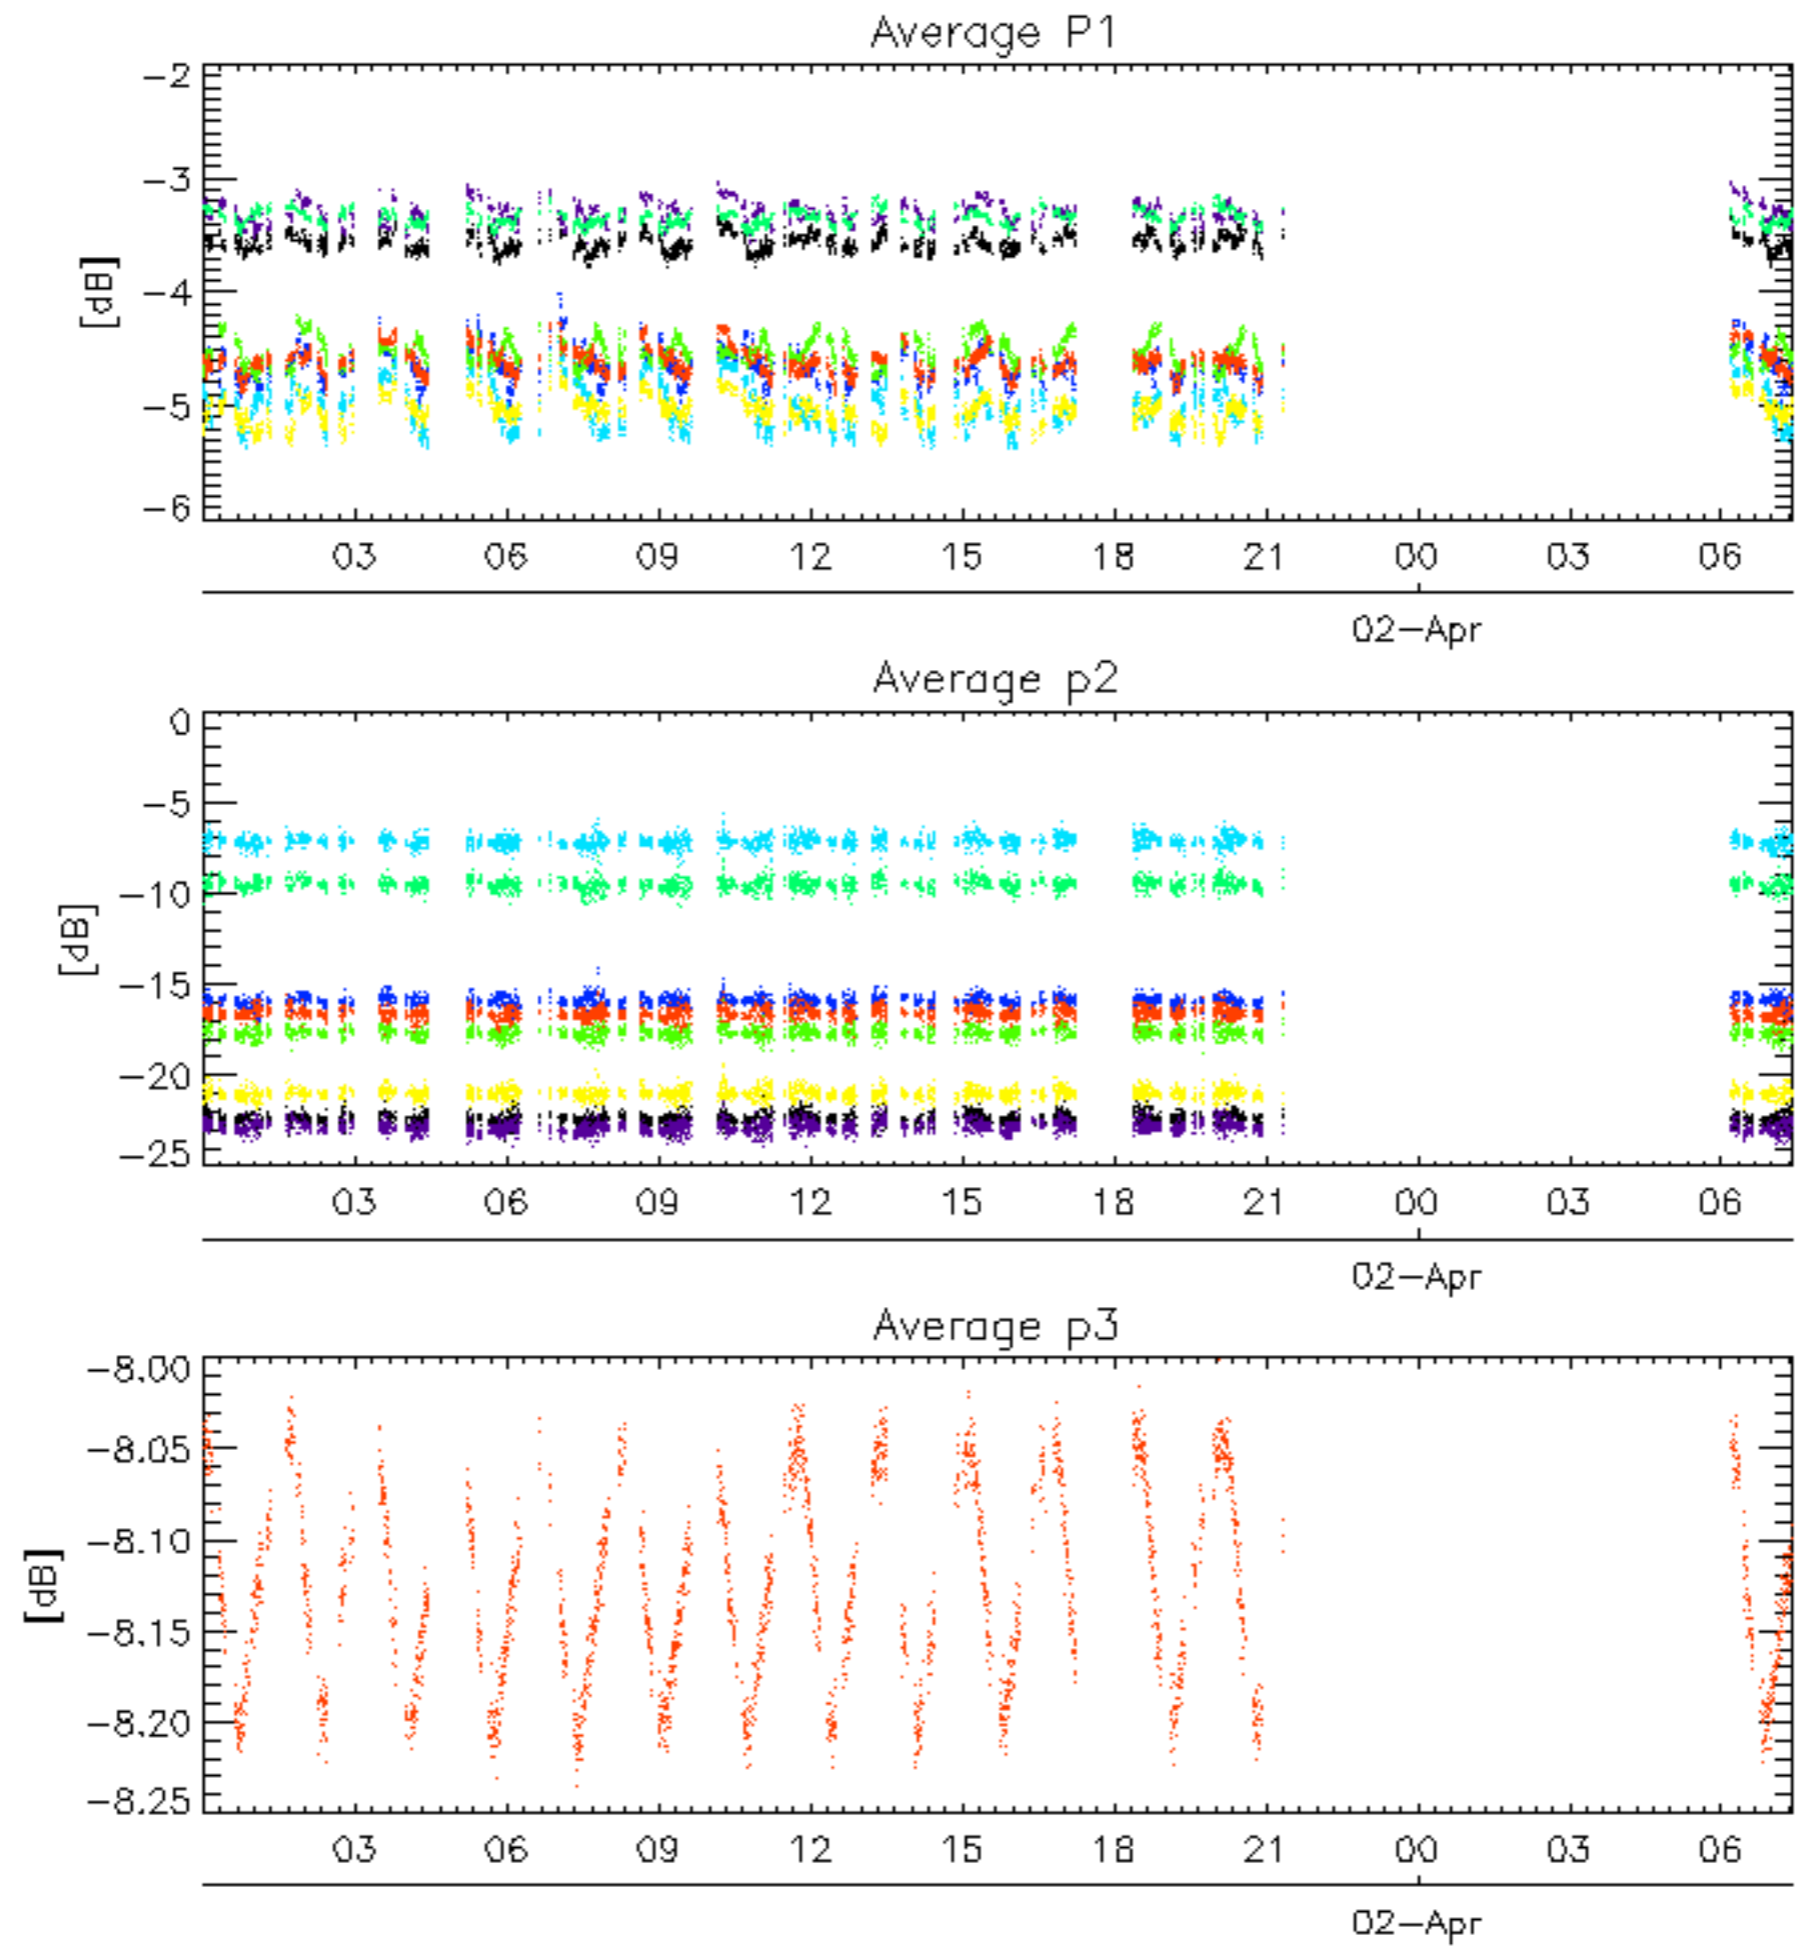 Average P1
-2
-3
-4
-5
-6
[dB]
03 06 09 12 15 18 21 00 03 06
02-Apr
Average p2
0
-5
-10
-15
-20
-25
[dB]
03 06 09 12 15 18 21 00 03 06
02-Apr
Average p3
-8.00
-8.05
-8.10
-8.15
-8.20
-8.25
[dB]
03 06 09 12 15 18 21 00 03 06
02-Apr